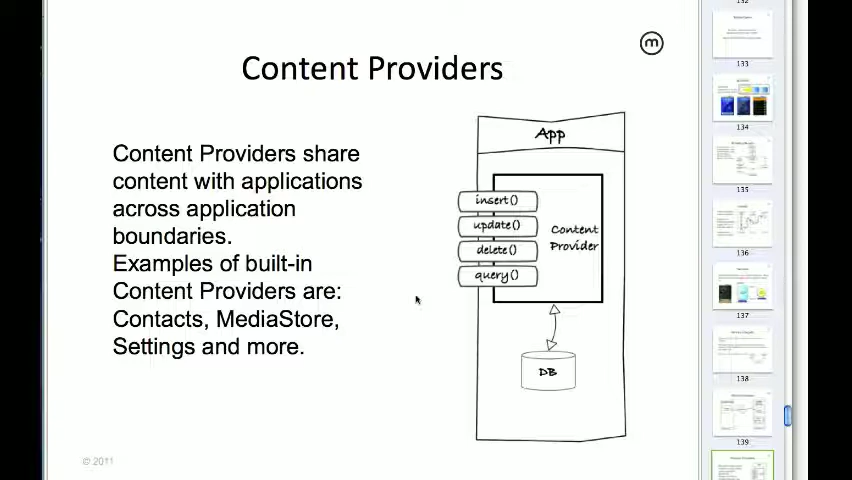 Content Providers
m
Content Providers share
content with applications
across application
boundaries.
Examples of built-in
Content Providers are:
Contacts, MediaStore,
Settings and more.
App
insert()
update()
delete()
query()
Content
Provider
DB
© 2011
132
133
134
135
136
137
138
139